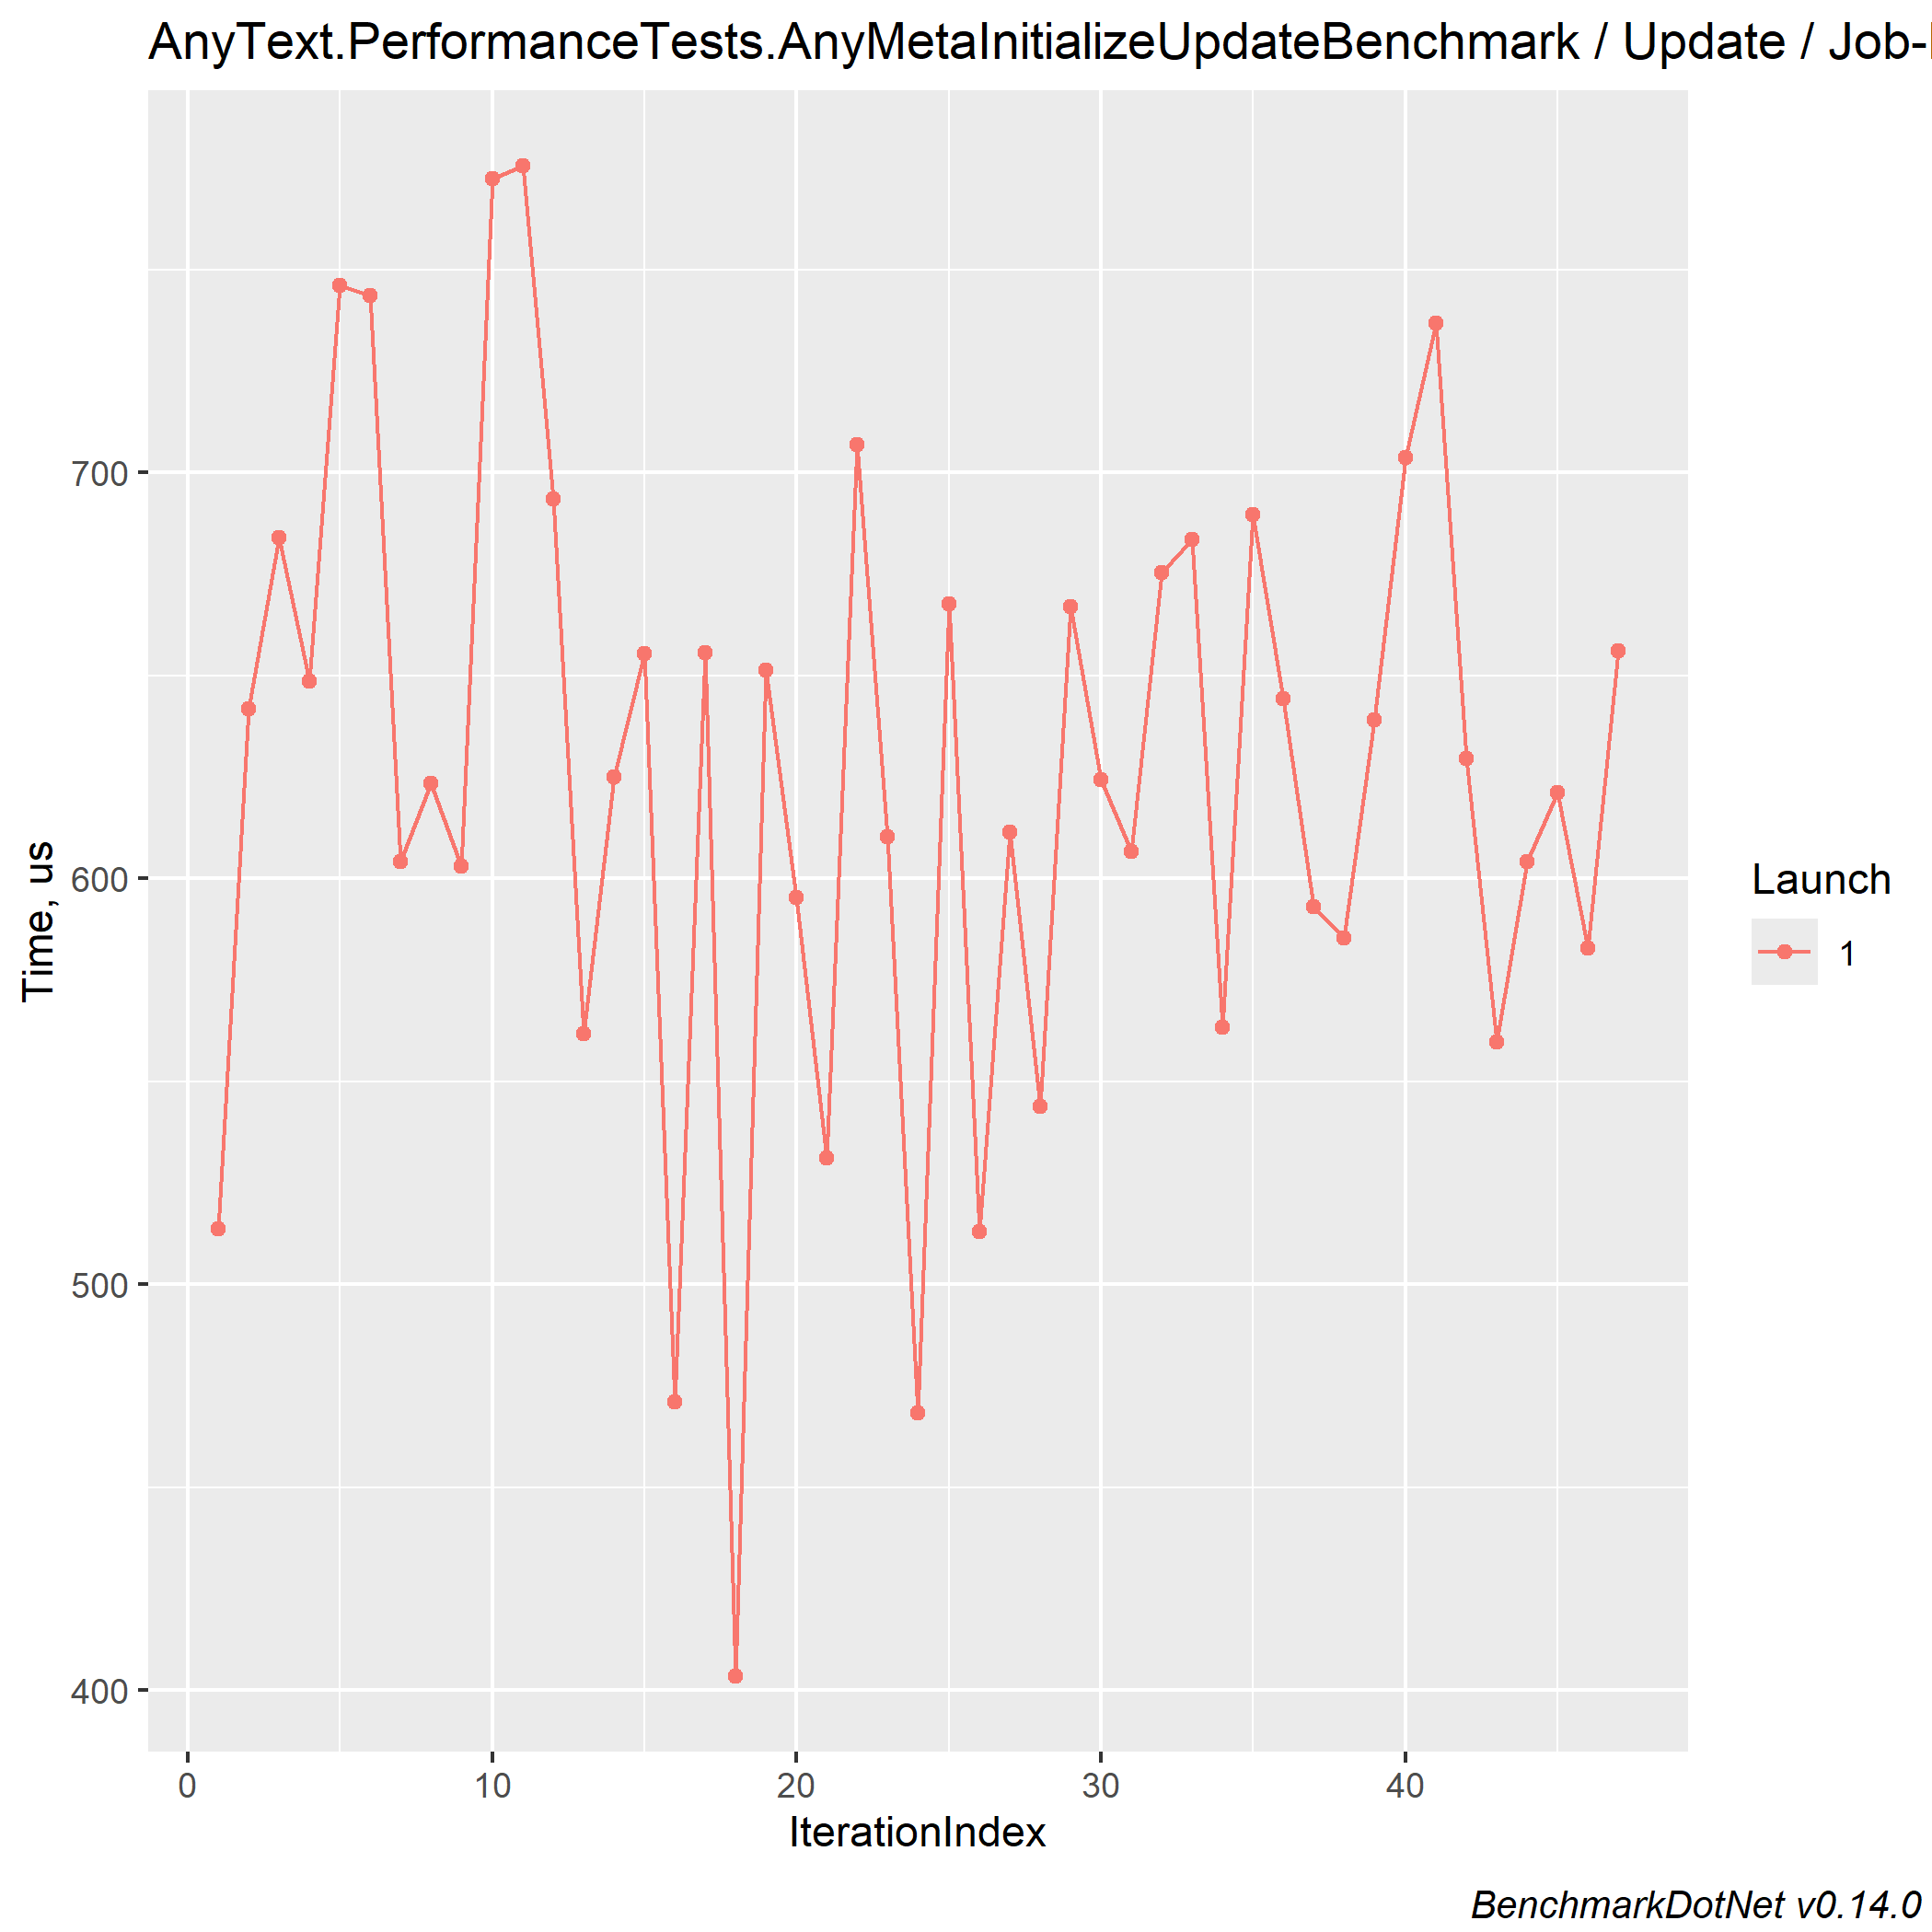 AnyText.PerformanceTests.AnyMetaInitializeUpdateBenchmark / Update / Job-
Time, us
700
600
500
400
0 10 20 30 40
IterationIndex
Launch
1
BenchmarkDotNet v0.14.0